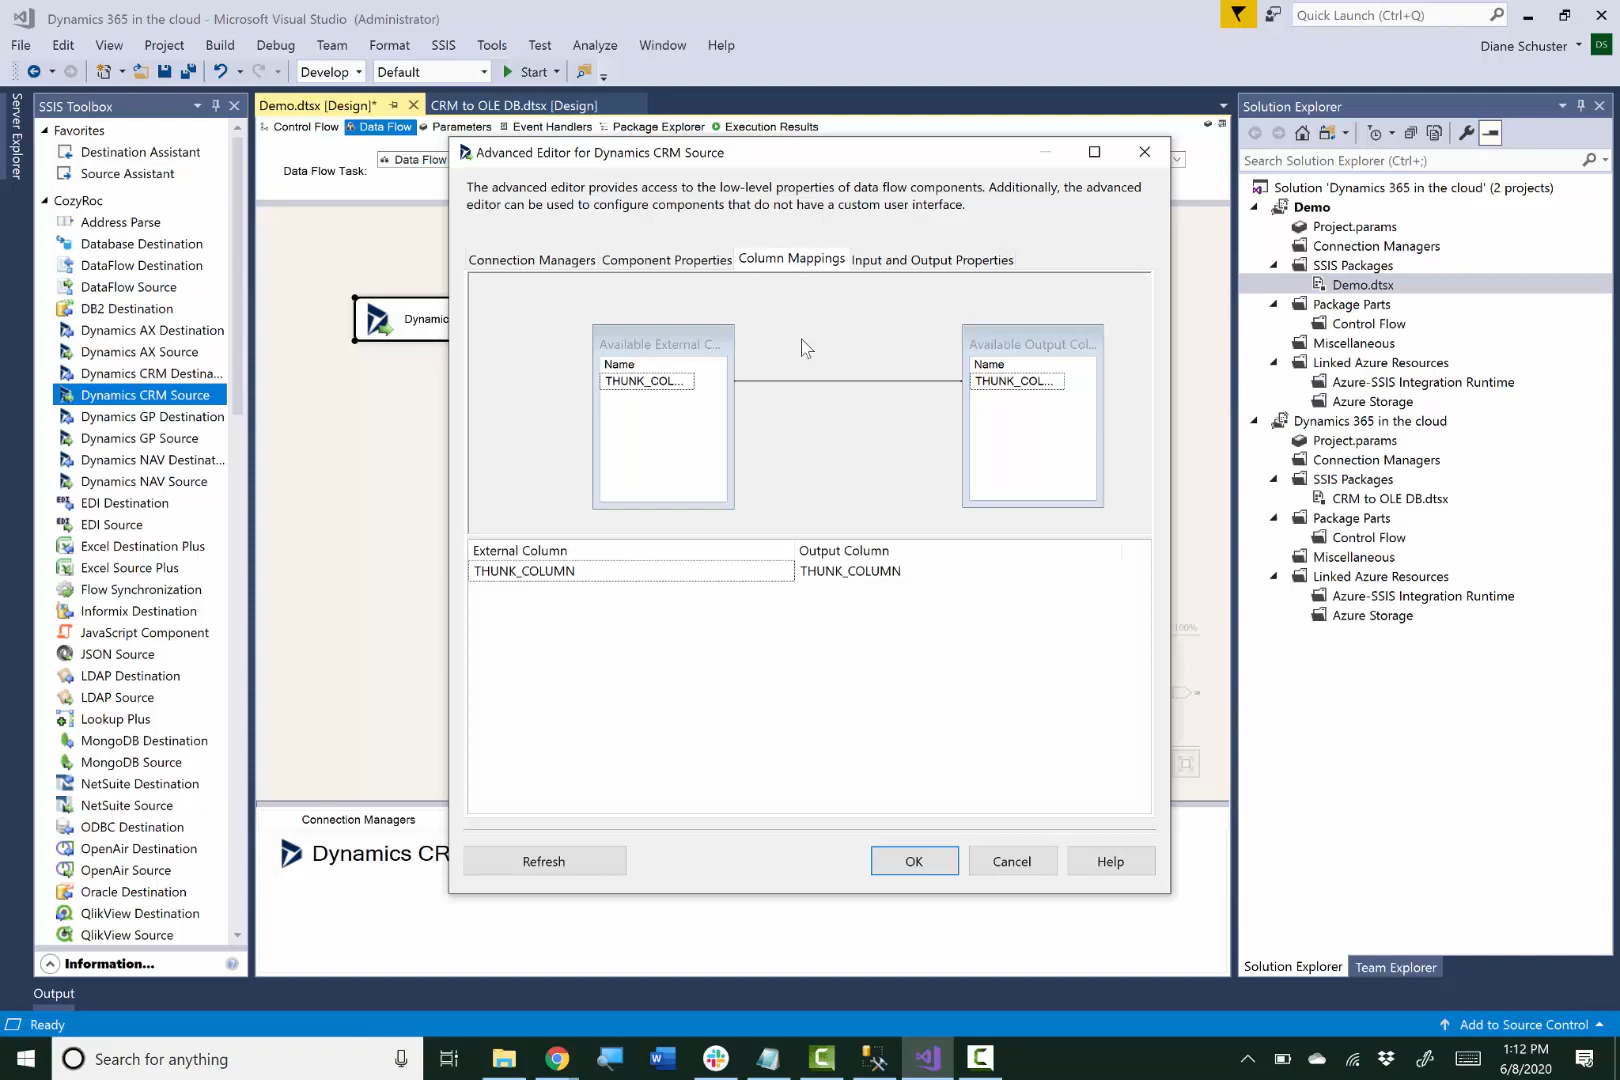 Dynamics 365 in the cloud - Microsoft Visual Studio (Administrator)
Quick Launch (Ctrl+Q)
File Edit View Project Build Debug Team Format SSIS Tools Test Analyze Window Help
Diane Schuster DS
Develop Default Start
Server Explorer
SSIS Toolbox
Favorites
Destination Assistant
Source Assistant
CozyRoc
Address Parse
Database Destination
DataFlow Destination
DataFlow Source
DB2 Destination
Dynamics AX Destination
Dynamics AX Source
Dynamics CRM Destina...
Dynamics CRM Source
Dynamics GP Destination
Dynamics GP Source
Dynamics NAV Destinat...
Dynamics NAV Source
EDI Destination
EDI Source
Excel Destination Plus
Excel Source Plus
Flow Synchronization
Informix Destination
JavaScript Component
JSON Source
LDAP Destination
LDAP Source
Lookup Plus
MongoDB Destination
MongoDB Source
NetSuite Destination
NetSuite Source
ODBC Destination
OpenAir Destination
OpenAir Source
Oracle Destination
QlikView Destination
QlikView Source
Information...
Demo.dtsx [Design]* CRM to OLE DB.dtsx [Design]
Control Flow Data Flow Parameters Event Handlers Package Explorer Execution Results
Data Flow Task: Data Flow
Dynamic
100%
Connection Managers
Dynamics CR
Advanced Editor for Dynamics CRM Source
The advanced editor provides access to the low-level properties of data flow components. Additionally, the advanced
editor can be used to configure components that do not have a custom user interface.
Connection Managers Component Properties Column Mappings Input and Output Properties
Available External C...
Name
THUNK_COL...
Available Output Col...
Name
THUNK_COL...
External Column Output Column
THUNK_COLUMN THUNK_COLUMN
Refresh OK Cancel Help
Solution Explorer
Search Solution Explorer (Ctrl+;)
Solution 'Dynamics 365 in the cloud' (2 projects)
Demo
Project.params
Connection Managers
SSIS Packages
Demo.dtsx
Package Parts
Control Flow
Miscellaneous
Linked Azure Resources
Azure-SSIS Integration Runtime
Azure Storage
Dynamics 365 in the cloud
Project.params
Connection Managers
SSIS Packages
CRM to OLE DB.dtsx
Package Parts
Control Flow
Miscellaneous
Linked Azure Resources
Azure-SSIS Integration Runtime
Azure Storage
Solution Explorer Team Explorer
Output
Ready
Add to Source Control
Search for anything
1:12 PM
6/8/2020